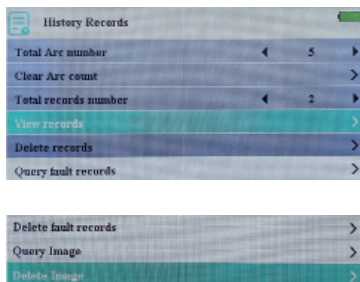 History Records
Total Arc number 5
Clear Arc count
Total records number 2
View records
Delete records
Query fault records
Delete fault records
Query Image
Delete Image